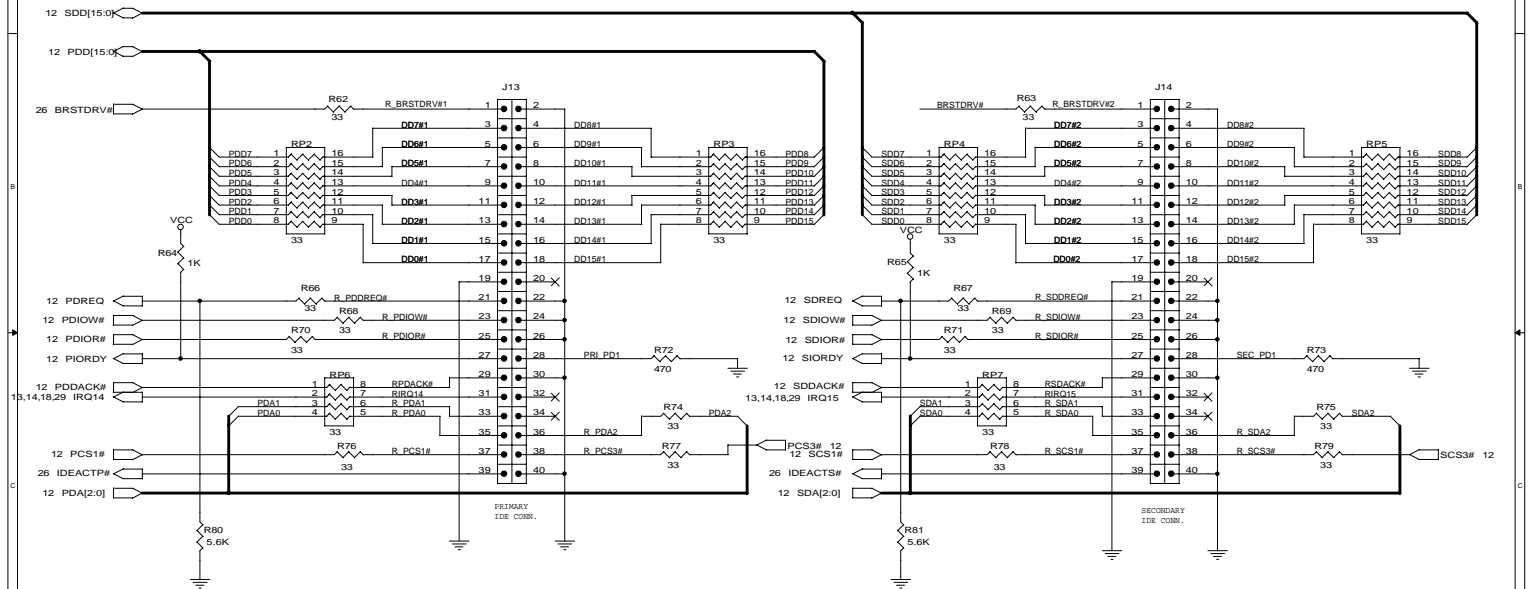 12 SDD[15:0]
12 PDD[15:0]
J13 J14
26 BRSTDRV# R62 33 R_BRSTDRV#1 1 2 BRSTDRV# R63 33 R_BRSTDRV#2 1 2
DD7#1 3 4 DD8#1 DD7#2 3 4 DD8#2
RP2 DD6#1 5 6 DD9#1 RP3 RP4 DD6#2 5 6 DD9#2 RP5
PDD7 1 16 1 16 PDD8 SDD7 1 16 1 16 SDD8
PDD6 2 15 DD5#1 7 8 DD10#1 2 15 PDD9 SDD6 2 15 DD5#2 7 8 DD10#2 2 15 SDD9
PDD5 3 14 3 14 PDD10 SDD5 3 14 3 14 SDD10
PDD4 4 13 DD4#1 9 10 DD11#1 4 13 PDD11 SDD4 4 13 DD4#2 9 10 DD11#2 4 13 SDD11
PDD3 5 12 5 12 PDD12 SDD3 5 12 5 12 SDD12
PDD2 6 11 DD3#1 11 12 DD12#1 6 11 PDD13 SDD2 6 11 DD3#2 11 12 DD12#2 6 11 SDD13
PDD1 7 10 7 10 PDD14 SDD1 7 10 7 10 SDD14
PDD0 8 9 DD2#1 13 14 DD13#1 8 9 PDD15 SDD0 8 9 DD2#2 13 14 DD13#2 8 9 SDD15
VCC 33 DD1#1 15 16 DD14#1 33 VCC 33 DD1#2 15 16 DD14#2 33
R64 1K DD0#1 17 18 DD15#1 R65 1K DD0#2 17 18 DD15#2
19 20 19 20
12 PDREQ R66 33 R_PDDREQ# 21 22 12 SDREQ R67 33 R_SDDREQ# 21 22
12 PDIOW# R68 33 R_PDIOW# 23 24 12 SDIOW# R69 33 R_SDIOW# 23 24
12 PDIOR# R70 33 R_PDIOR# 25 26 12 SDIOR# R71 33 R_SDIOR# 25 26
12 PIORDY 27 28 PRI_PD1 R72 470 12 SIORDY 27 28 SEC_PD1 R73 470
RP6 29 30 RP7 29 30
12 PDDACK# 1 8 RPDACK# 12 SDDACK# 1 8 RSDACK#
13,14,18,29 IRQ14 2 7 RIRQ14 31 32 13,14,18,29 IRQ15 2 7 RIRQ15 31 32
PDA1 3 6 R_PDA1 SDA1 3 6 R_SDA1
PDA0 4 5 R_PDA0 33 34 R74 33 PDA2 SDA0 4 5 R_SDA0 33 34 R75 33 SDA2
33 35 36 R_PDA2 33 35 36 R_SDA2
12 PCS1# R76 33 R_PCS1# 37 38 R_PCS3# R77 33 PCS3# 12
12 SCS1# R78 33 R_SCS1# 37 38 R_SCS3# R79 33 SCS3# 12
26 IDEACTP# 39 40 26 IDEACTS# 39 40
12 PDA[2:0] 12 SDA[2:0]
PRIMARY
IDE CONN.
SECONDARY
IDE CONN.
R80
5.6K
R81
5.6K
B B
C C